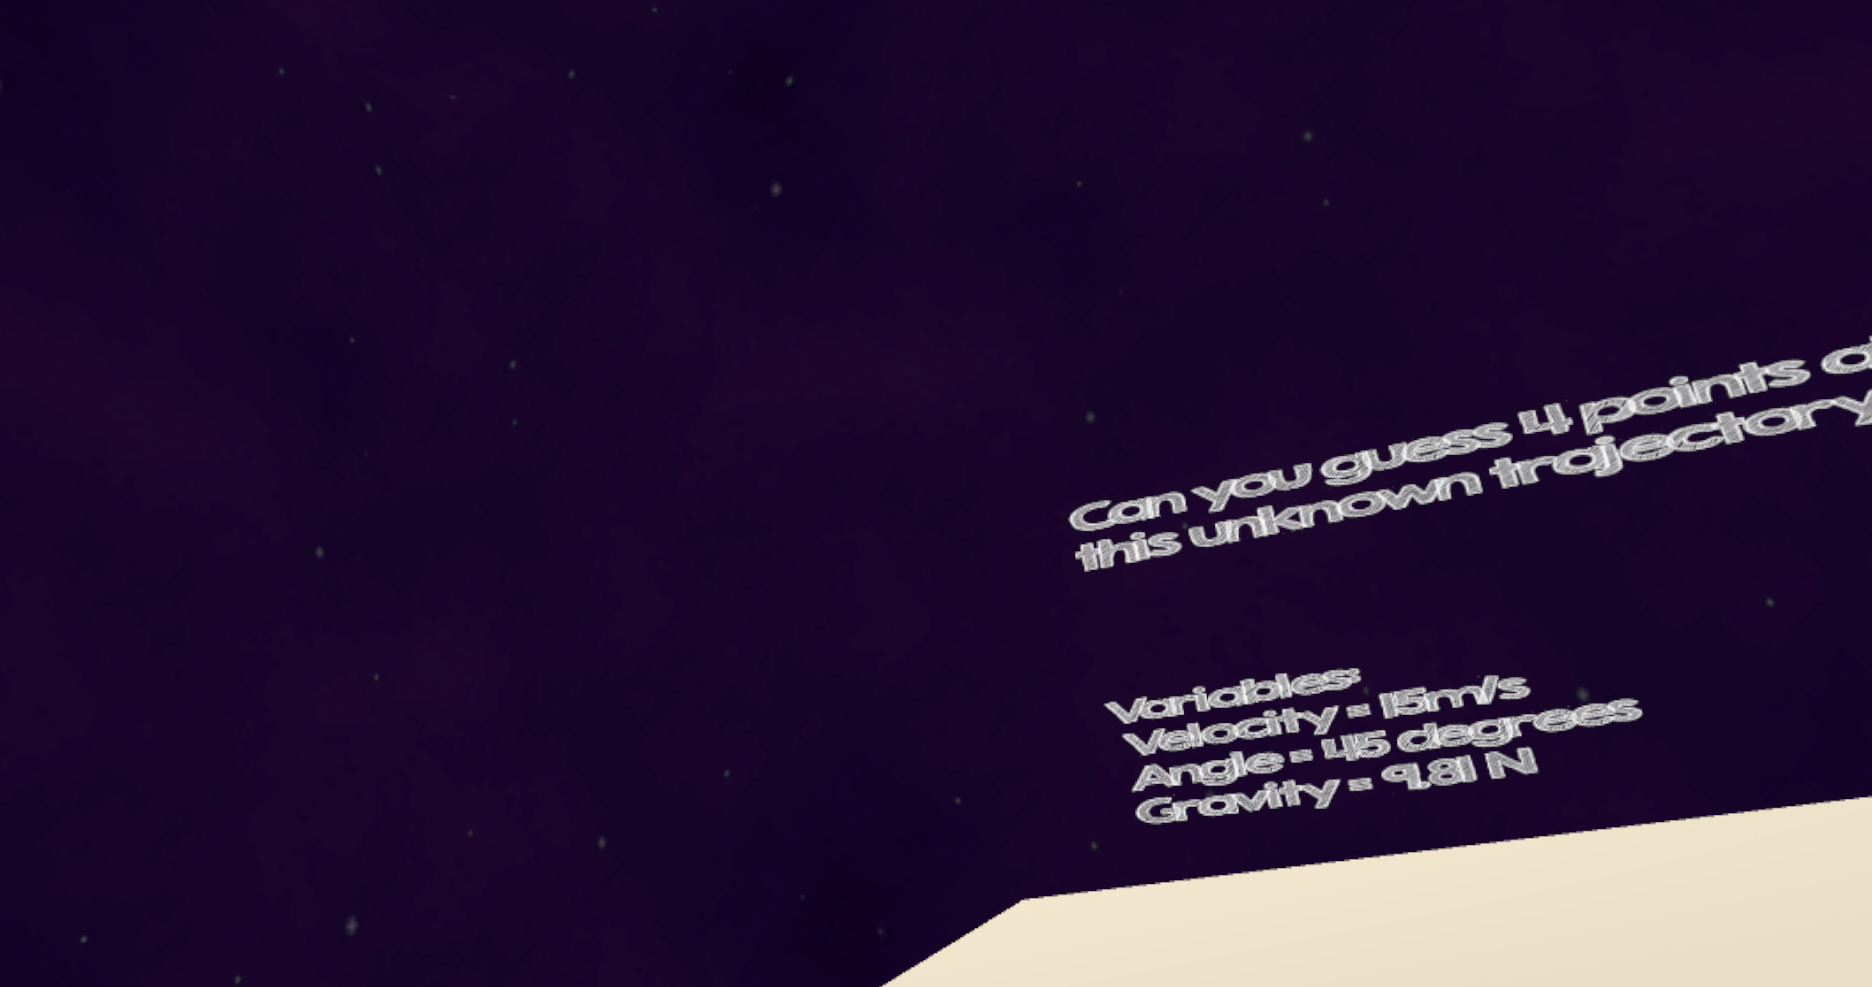 Can you guess 4 points
this unknown trajectory
Variables:
Velocity = 15m/s
Angle = 45 degrees
Gravity = 9.81 N